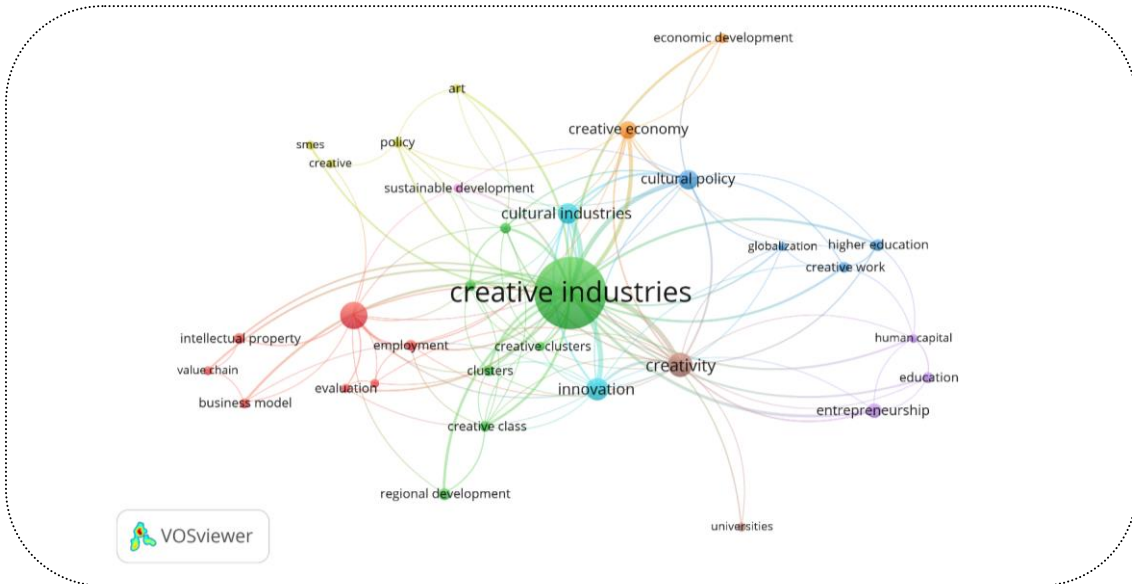 economic development
art
creative economy
policy
smes
creative
cultural policy
sustainable development
cultural industries
globalization
higher education
creative work
creative industries
intellectual property
employment
creative clusters
human capital
value chain
clusters
creativity
education
evaluation
innovation
business model
entrepreneurship
creative class
regional development
universities
VOSviewer